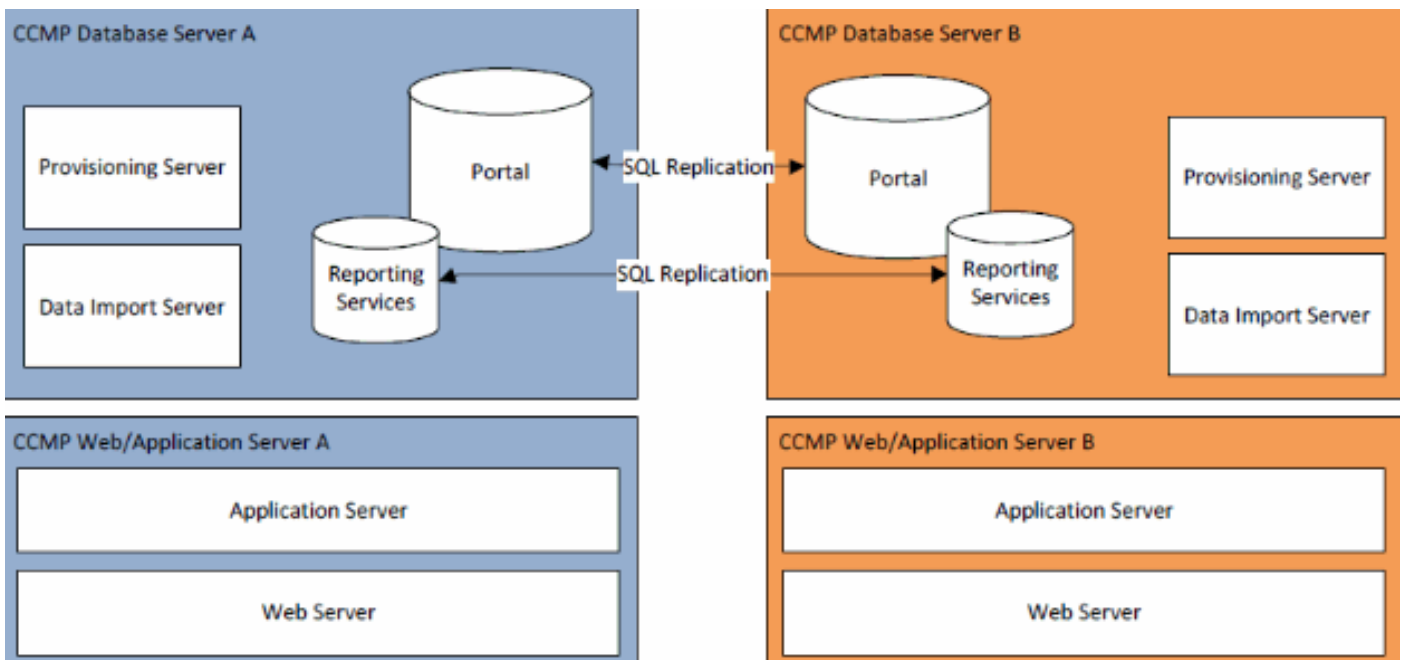 CCMP Database Server A
Provisioning Server
Data Import Server
Portal
Reporting
Services
SQL Replication
SQL Replication
CCMP Database Server B
Portal
Reporting
Services
Provisioning Server
Data Import Server
CCMP Web/Application Server A
Application Server
Web Server
CCMP Web/Application Server B
Application Server
Web Server